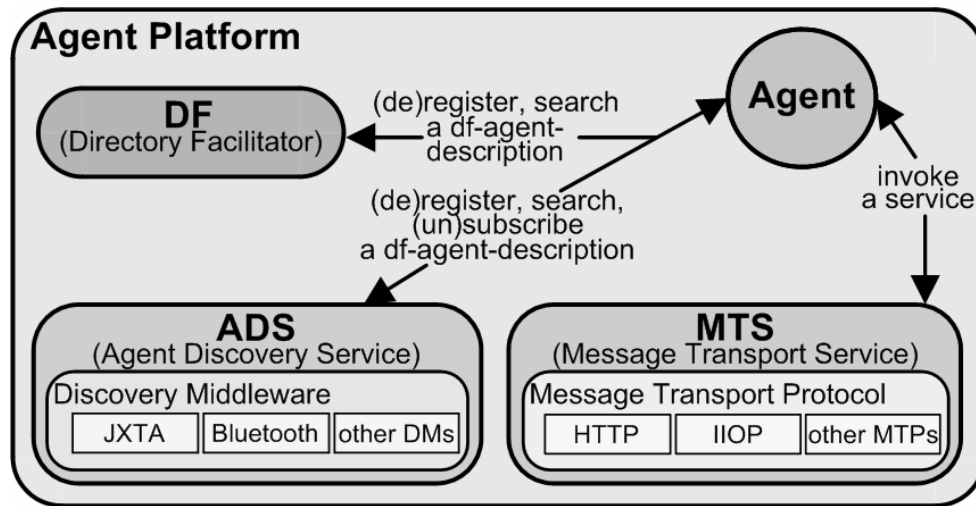 Agent Platform
DF
(Directory Facilitator)
(de)register, search
a df-agent-
description
Agent
(de)register, search,
(un)subscribe
a df-agent-description
invoke
a service
ADS
(Agent Discovery Service)
Discovery Middleware
JXTA
Bluetooth
other DMs
MTS
(Message Transport Service)
Message Transport Protocol
HTTP
IIOP
other MTPs